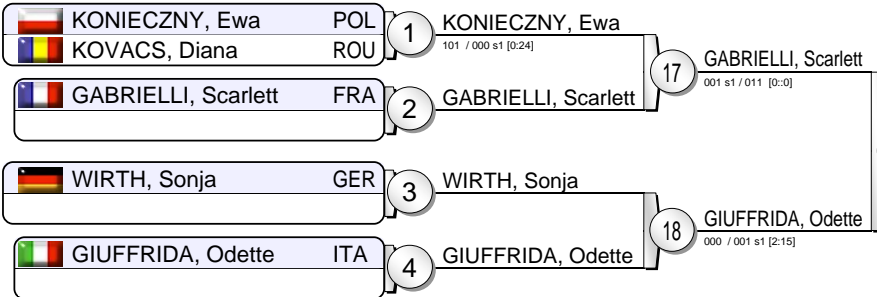 KONIECZNY, Ewa POL
KOVACS, Diana ROU
1
KONIECZNY, Ewa
101 / 000 s1 [0:24]
GABRIELLI, Scarlett FRA
2
GABRIELLI, Scarlett
17
GABRIELLI, Scarlett
001 s1 / 011 [0::0]
WIRTH, Sonja GER
3
WIRTH, Sonja
GIUFFRIDA, Odette ITA
4
GIUFFRIDA, Odette
18
GIUFFRIDA, Odette
000 / 001 s1 [2:15]